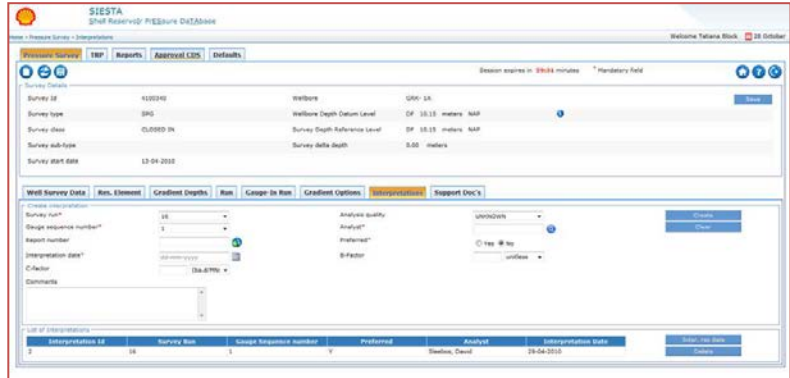 SIESTA
Shell Reservoir PrESsure DaTAbase
Home > Pressure Survey > Interpretations
Welcome Tatiana Block 28 October
Pressure Survey TRP Reports Approval CDS Defaults
Session expires in minutes * Mandatory field
Survey Details
Survey Id Wellbore GRK- 1A Save
Survey type SPG Wellbore Depth Datum Level DF 10.15 meters NAP
Survey class CLOSED IN Survey Depth Reference Level DF 10.15 meters NAP
Survey sub-type Survey delta depth 0.00 meters
Survey start date 13-04-2010
Well Survey Data Res. Element Gradient Depths Run Gauge-In Run Gradient Options Interpretations Support Doc's
Create interpretation
Survey run* 16 Analysis quality UNKNOWN Create
Gauge sequence number* 1 Analyst* Clear
Report number Preferred* Yes No
Interpretation date* dd-mm-yyyy B-Factor unitless
C-factor
Comments
List of Interpretations
Interpretation Id Survey Run Gauge Sequence number Preferred Analyst Interpretation Date
2 16 1 Y David 29-04-2010 Delete